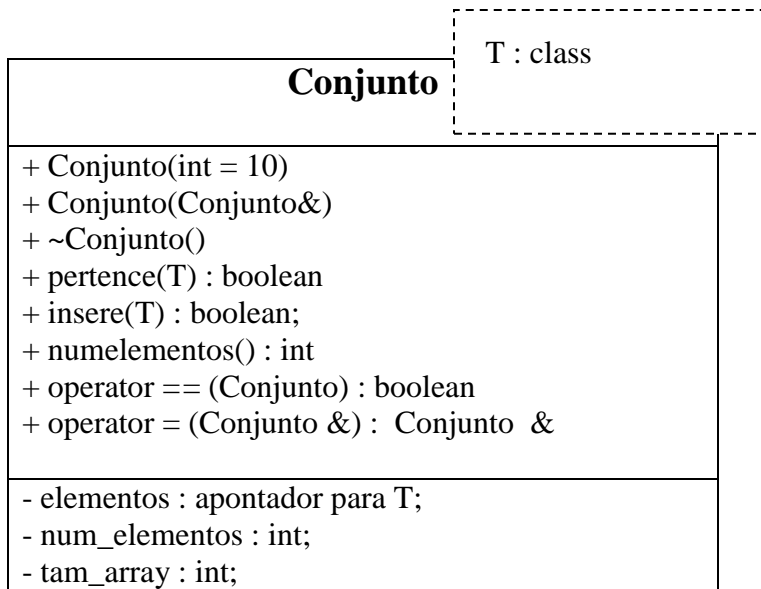 T : class
Conjunto
+ Conjunto(int = 10)
+ Conjunto(Conjunto&)
+ ~Conjunto()
+ pertence(T) : boolean
+ insere(T) : boolean;
+ numelementos() : int
+ operator == (Conjunto) : boolean
+ operator = (Conjunto &) : Conjunto &
- elementos : apontador para T;
- num_elementos : int;
- tam_array : int;